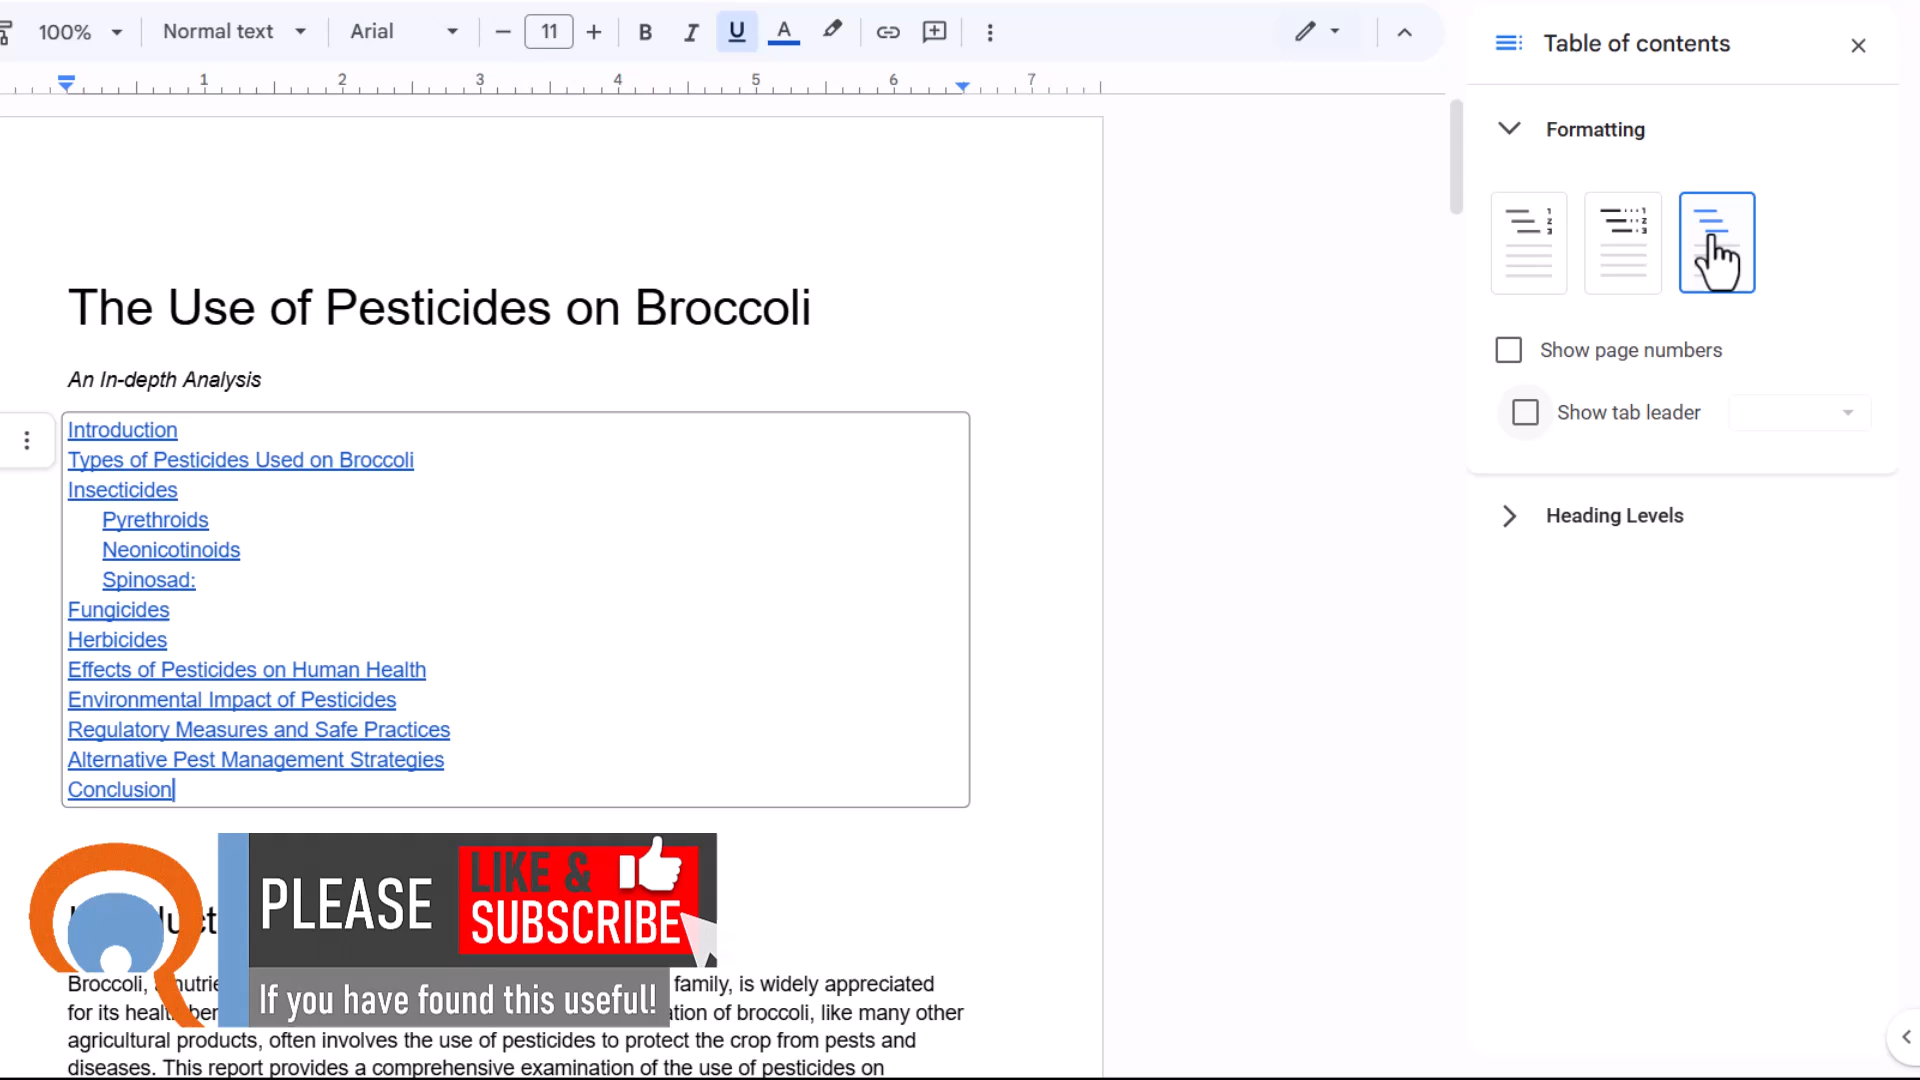 100% Normal text Arial 11 B I U A
Table of contents
1 2 3 4 5 6 7
Formatting
1 2 3
1 2 3
Show page numbers
Show tab leader
Heading Levels
The Use of Pesticides on Broccoli
An In-depth Analysis
Introduction
Types of Pesticides Used on Broccoli
Insecticides
Pyrethroids
Neonicotinoids
Spinosad:
Fungicides
Herbicides
Effects of Pesticides on Human Health
Environmental Impact of Pesticides
Regulatory Measures and Safe Practices
Alternative Pest Management Strategies
Conclusion
PLEASE LIKE & SUBSCRIBE
If you have found this useful!
Broccoli, family, is widely appreciated
for its of broccoli, like many other
agricultural products, often involves the use of pesticides to protect the crop from pests and
diseases. This report provides a comprehensive examination of the use of pesticides on